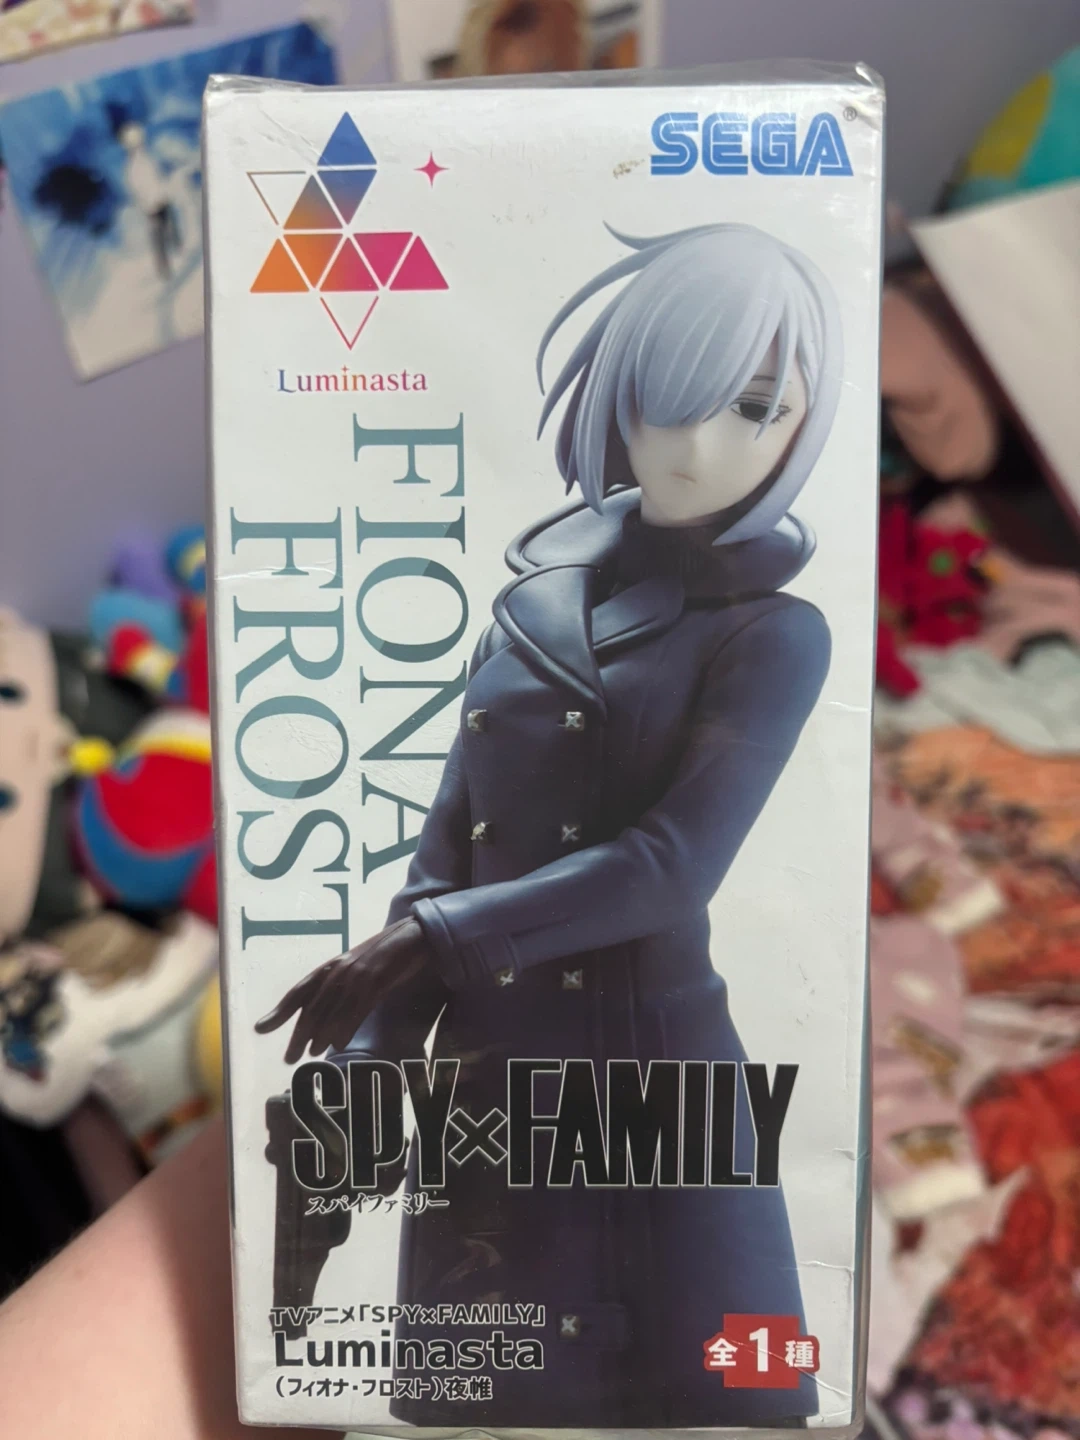 SEGA®
Luminasta
FIONA
FROST
SPY×FAMILY
スパイファミリー
TVアニメ「SPY×FAMILY」
Luminasta
(フィオナ・フロスト)夜帷
全1種